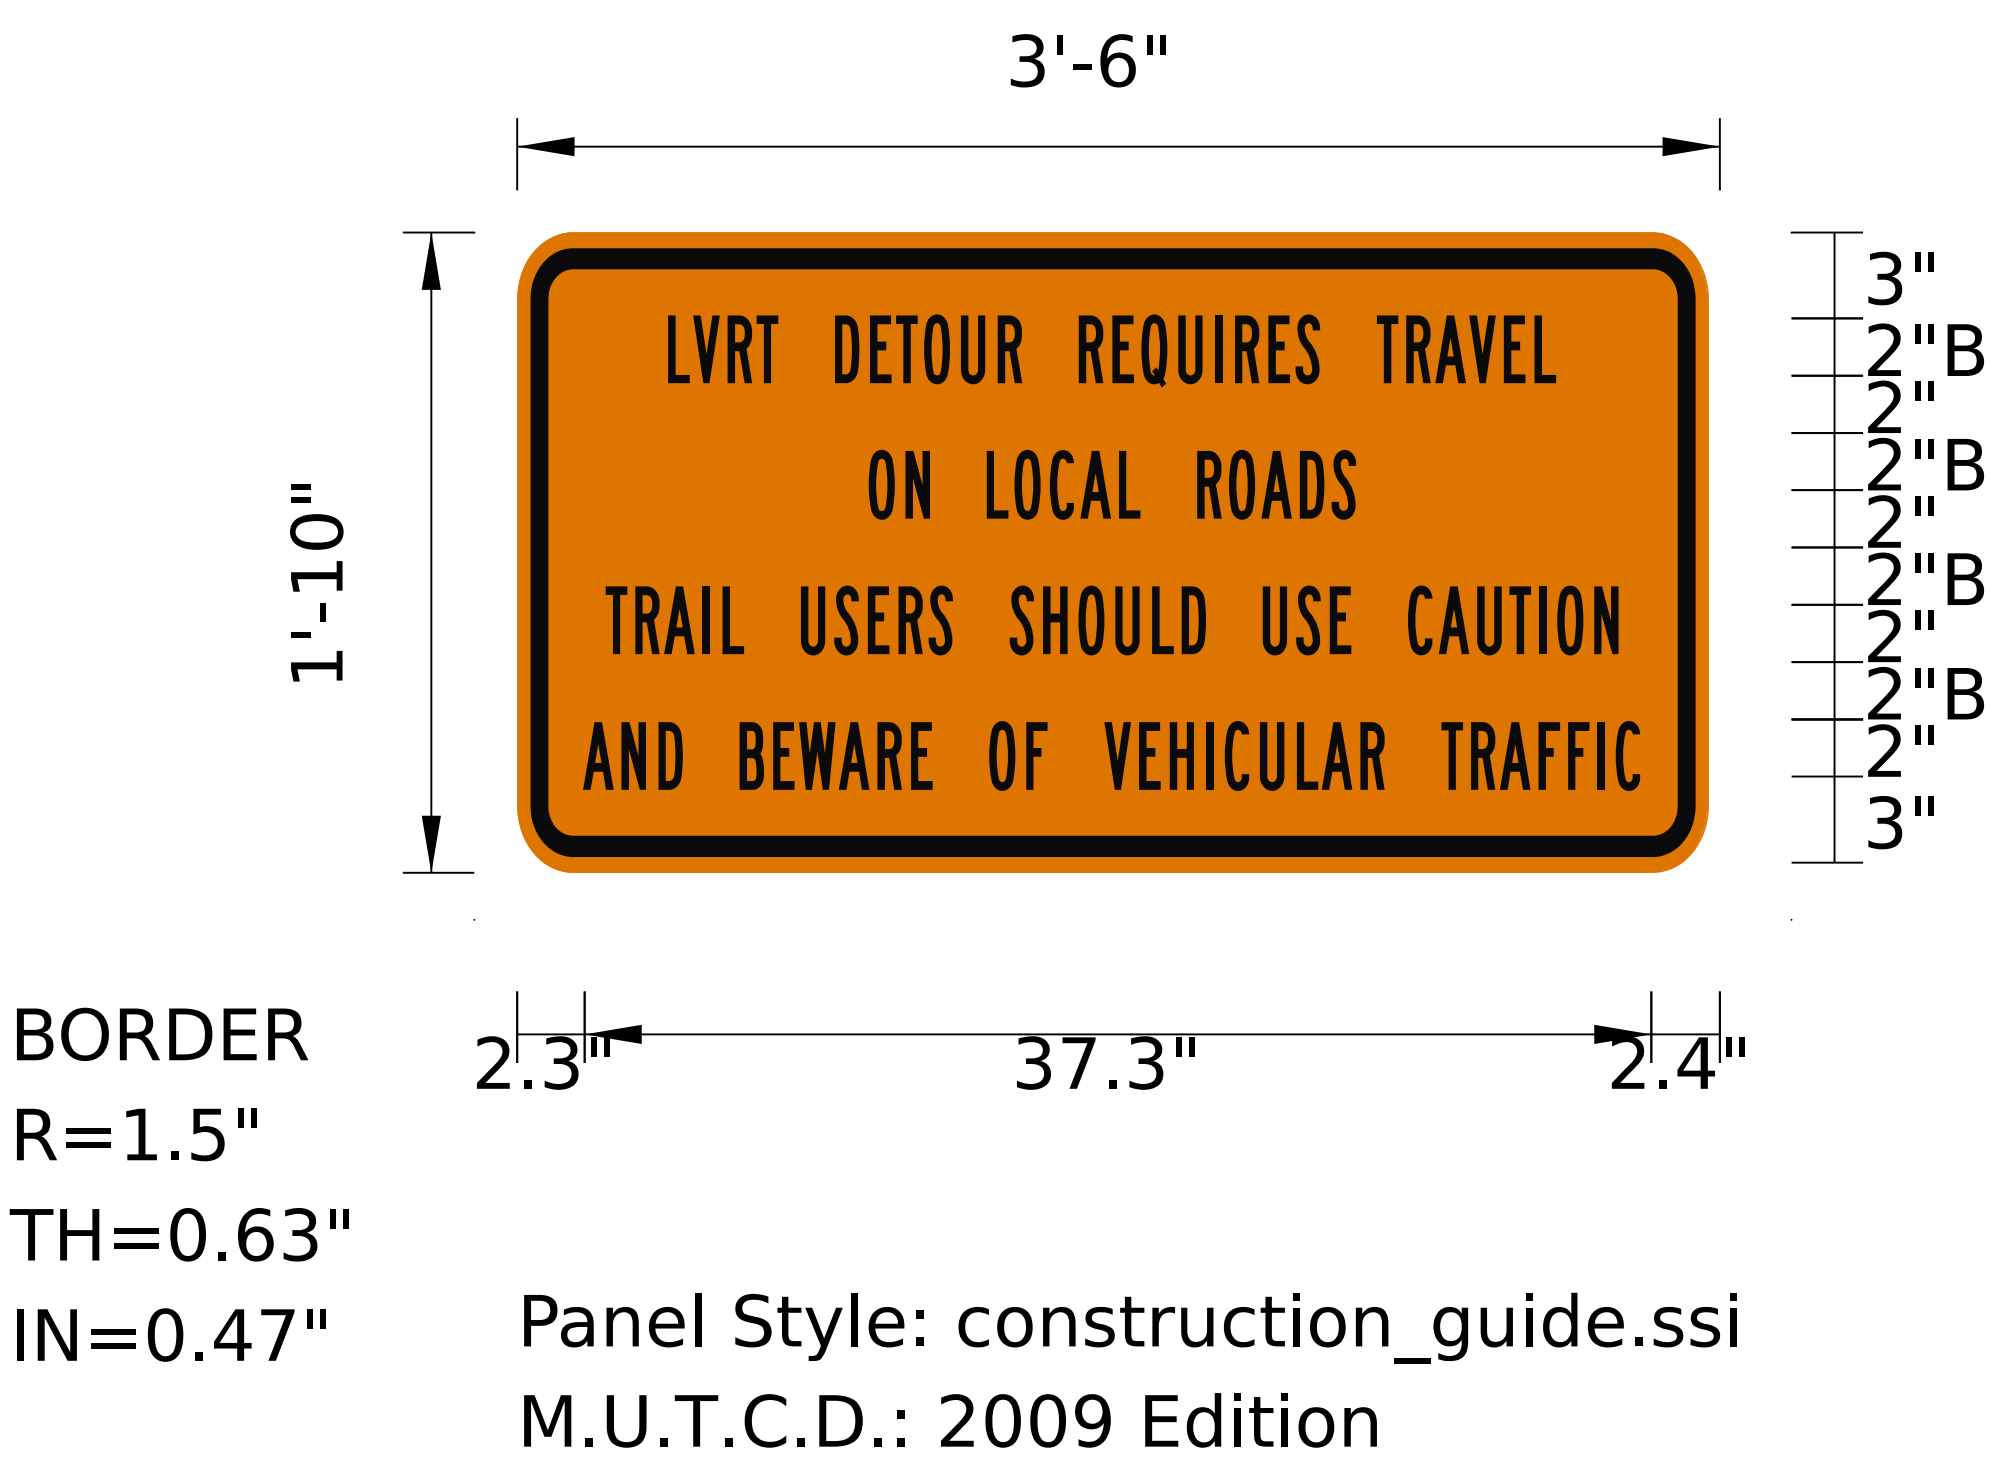 3'-6"
1'-10"
LVRT DETOUR REQUIRES TRAVEL
ON LOCAL ROADS
TRAIL USERS SHOULD USE CAUTION
AND BEWARE OF VEHICULAR TRAFFIC
3"
2"B
2"
2"B
2"
2"B
2"
2"B
2"
3"
2.3" 37.3" 2.4"
BORDER
R=1.5"
TH=0.63"
IN=0.47"
Panel Style: construction_guide.ssi
M.U.T.C.D.: 2009 Edition